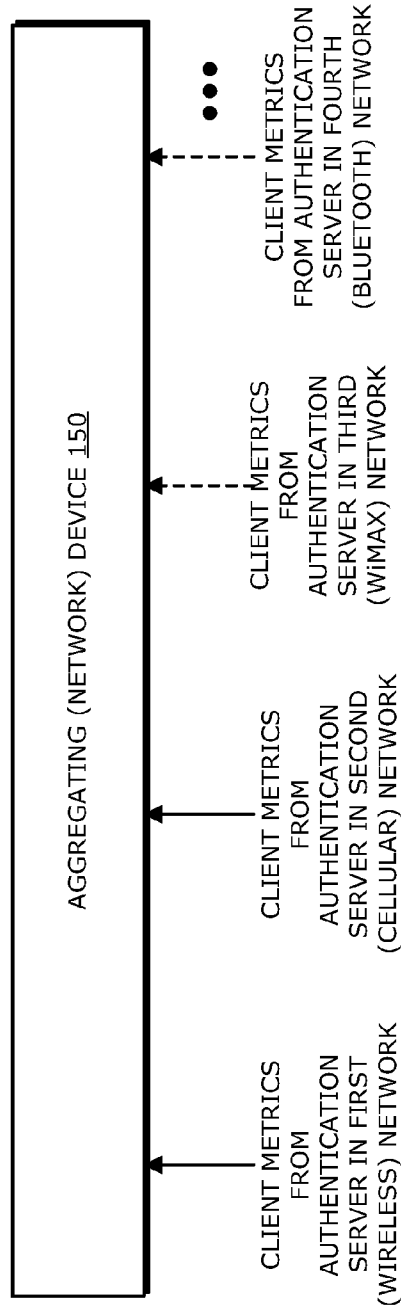 AGGREGATING (NETWORK) DEVICE 150
CLIENT METRICS
FROM
AUTHENTICATION
SERVER IN FIRST
(WIRELESS) NETWORK
CLIENT METRICS
FROM
AUTHENTICATION
SERVER IN SECOND
(CELLULAR) NETWORK
CLIENT METRICS
FROM
AUTHENTICATION
SERVER IN THIRD
(WiMAX) NETWORK
CLIENT METRICS
FROM AUTHENTICATION
SERVER IN FOURTH
(BLUETOOTH) NETWORK